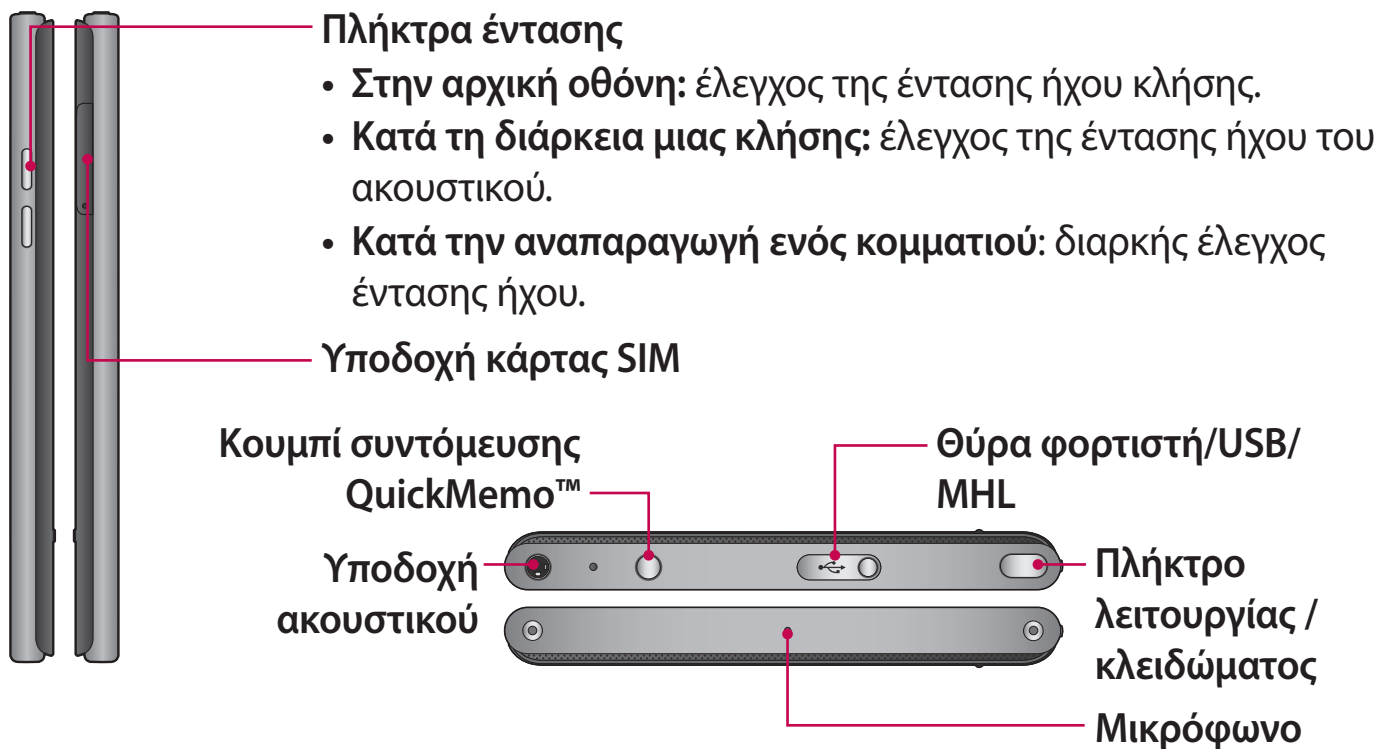 Πλήκτρα έντασης
• Στην αρχική οθόνη: έλεγχος της έντασης ήχου κλήσης.
• Κατά τη διάρκεια μιας κλήσης: έλεγχος της έντασης ήχου του
ακουστικού.
• Κατά την αναπαραγωγή ενός κομματιού: διαρκής έλεγχος
έντασης ήχου.
Υποδοχή κάρτας SIM
Κουμπί συντόμευσης
QuickMemo™
Θύρα φορτιστή/USB/
MHL
Υποδοχή
ακουστικού
Πλήκτρο
λειτουργίας /
κλειδώματος
Μικρόφωνο